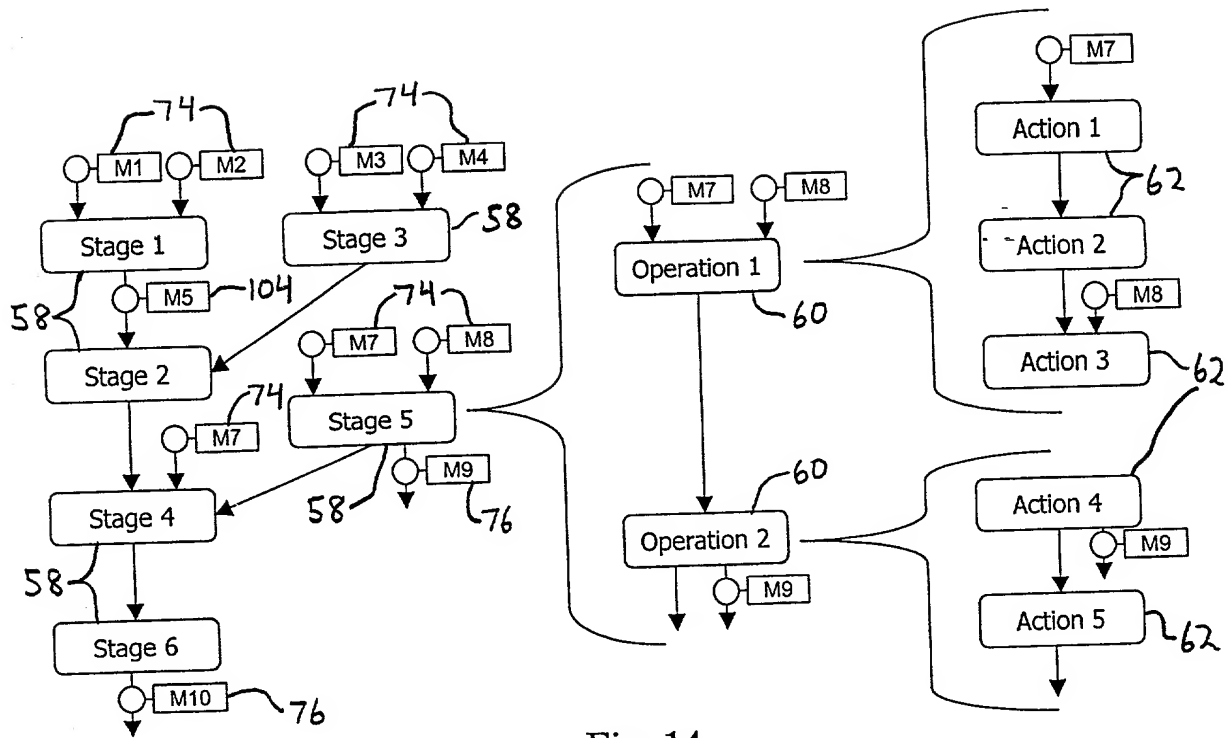 74
M1
M2
74
M3
M4
Stage 1
Stage 3
58
58
M5
104
74
M7
M8
Stage 2
74
M7
Stage 5
58
M9
76
Stage 4
58
Stage 6
M10
76
M7
M8
Operation 1
60
60
Operation 2
M9
M7
Action 1
62
Action 2
M8
Action 3
62
62
Action 4
M9
Action 5
62
Fig. 14